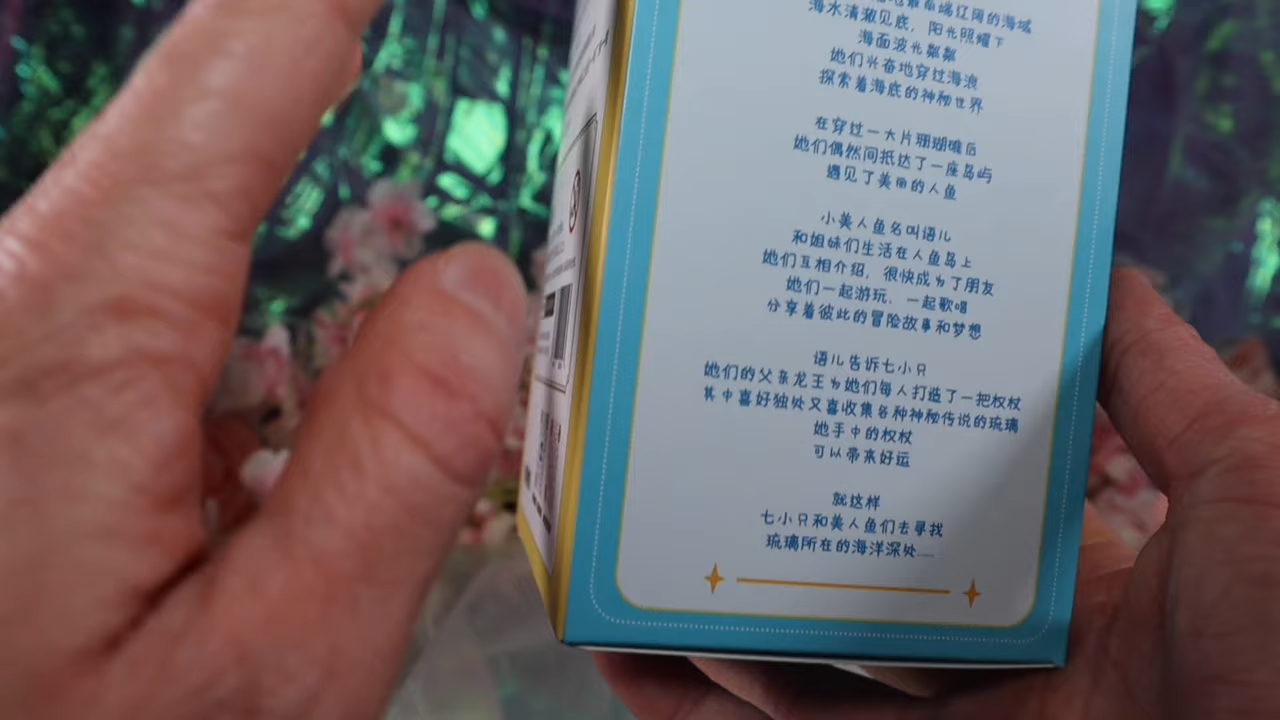 最奇端辽阔的海域
海水清澈见底，阳光照耀下
海面波光粼粼
她们兴奋地穿过海浪
探索着海底的神秘世界
在穿过一大片珊瑚礁后
她们偶然间抵达了一座岛屿
遇见了美丽的人鱼
小美人鱼名叫语儿
和姐妹们生活在人鱼岛上
她们互相介绍，很快成为了朋友
她们一起游玩，一起歌唱
分享着彼此的冒险故事和梦想
语儿告诉七小只
她们的父亲龙王为她们每人打造了一把权杖
其中喜好独处又喜收集各种神秘传说的琉璃
她手中的权杖
可以带来好运
就这样
七小只和美人鱼们去寻找
琉璃所在的海洋深处......